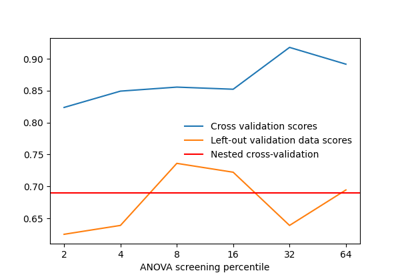 0.90
0.85
0.80
0.75
0.70
0.65
Cross validation scores
Left-out validation data scores
Nested cross-validation
2 4 8 16 32 64
ANOVA screening percentile